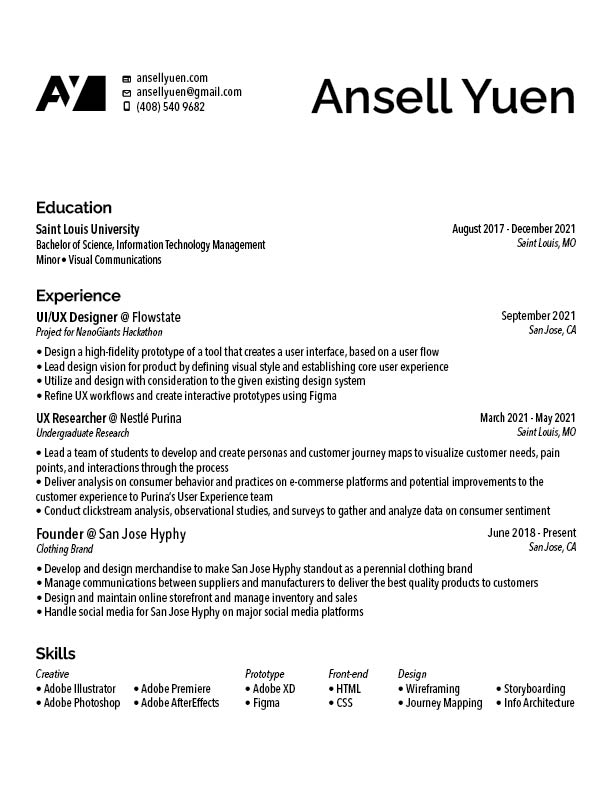 AY
ansellyuen.com
ansellyuen@gmail.com
(408) 540 9682
Ansell Yuen
Education
Saint Louis University August 2017 - December 2021
Bachelor of Science, Information Technology Management Saint Louis, MO
Minor • Visual Communications
Experience
UI/UX Designer @ Flowstate September 2021
Project for NanoGiants Hackathon San Jose, CA
• Design a high-fidelity prototype of a tool that creates a user interface, based on a user flow
• Lead design vision for product by defining visual style and establishing core user experience
• Utilize and design with consideration to the given existing design system
• Refine UX workflows and create interactive prototypes using Figma
UX Researcher @ Nestlé Purina March 2021 - May 2021
Undergraduate Research Saint Louis, MO
• Lead a team of students to develop and create personas and customer journey maps to visualize customer needs, pain
points, and interactions through the process
• Deliver analysis on consumer behavior and practices on e-commerse platforms and potential improvements to the
customer experience to Purina's User Experience team
• Conduct clickstream analysis, observational studies, and surveys to gather and analyze data on consumer sentiment
Founder @ San Jose Hyphy June 2018 - Present
Clothing Brand San Jose, CA
• Develop and design merchandise to make San Jose Hyphy standout as a perennial clothing brand
• Manage communications between suppliers and manufacturers to deliver the best quality products to customers
• Design and maintain online storefront and manage inventory and sales
• Handle social media for San Jose Hyphy on major social media platforms
Skills
Creative Prototype Front-end Design
• Adobe Illustrator • Adobe Premiere • Adobe XD • HTML • Wireframing • Storyboarding
• Adobe Photoshop • Adobe AfterEffects • Figma • CSS • Journey Mapping • Info Architecture